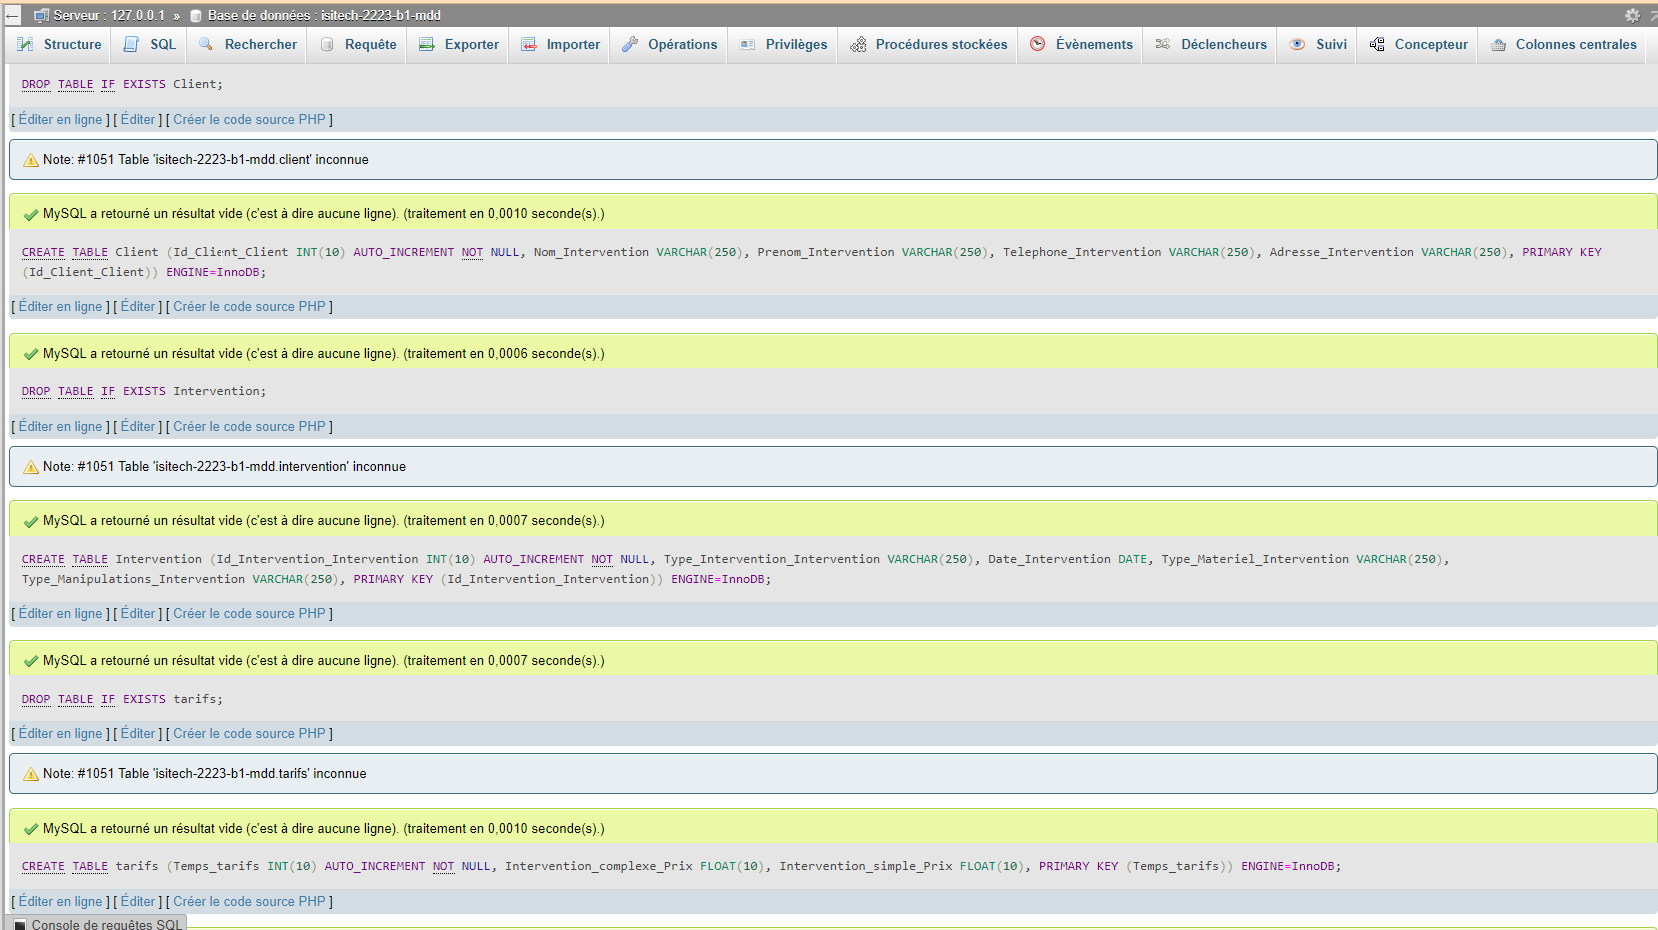 Serveur : 127.0.0.1 » Base de données : isitech-2223-b1-mdd
Structure SQL Rechercher Requête Exporter Importer Opérations Privilèges Procédures stockées Évènements Déclencheurs Suivi Concepteur Colonnes centrales
DROP TABLE IF EXISTS Client;
[ Éditer en ligne ] [ Éditer ] [ Créer le code source PHP ]
Note: #1051 Table 'isitech-2223-b1-mdd.client' inconnue
MySQL a retourné un résultat vide (c'est à dire aucune ligne). (traitement en 0,0010 seconde(s).)
CREATE TABLE Client (Id_Client_Client INT(10) AUTO_INCREMENT NOT NULL, Nom_Intervention VARCHAR(250), Prenom_Intervention VARCHAR(250), Telephone_Intervention VARCHAR(250), Adresse_Intervention VARCHAR(250), PRIMARY KEY
(Id_Client_Client)) ENGINE=InnoDB;
[ Éditer en ligne ] [ Éditer ] [ Créer le code source PHP ]
MySQL a retourné un résultat vide (c'est à dire aucune ligne). (traitement en 0,0006 seconde(s).)
DROP TABLE IF EXISTS Intervention;
[ Éditer en ligne ] [ Éditer ] [ Créer le code source PHP ]
Note: #1051 Table 'isitech-2223-b1-mdd.intervention' inconnue
MySQL a retourné un résultat vide (c'est à dire aucune ligne). (traitement en 0,0007 seconde(s).)
CREATE TABLE Intervention (Id_Intervention_Intervention INT(10) AUTO_INCREMENT NOT NULL, Type_Intervention_Intervention VARCHAR(250), Date_Intervention DATE, Type_Materiel_Intervention VARCHAR(250),
Type_Manipulations_Intervention VARCHAR(250), PRIMARY KEY (Id_Intervention_Intervention)) ENGINE=InnoDB;
[ Éditer en ligne ] [ Éditer ] [ Créer le code source PHP ]
MySQL a retourné un résultat vide (c'est à dire aucune ligne). (traitement en 0,0007 seconde(s).)
DROP TABLE IF EXISTS tarifs;
[ Éditer en ligne ] [ Éditer ] [ Créer le code source PHP ]
Note: #1051 Table 'isitech-2223-b1-mdd.tarifs' inconnue
MySQL a retourné un résultat vide (c'est à dire aucune ligne). (traitement en 0,0010 seconde(s).)
CREATE TABLE tarifs (Temps_tarifs INT(10) AUTO_INCREMENT NOT NULL, Intervention_complexe_Prix FLOAT(10), Intervention_simple_Prix FLOAT(10), PRIMARY KEY (Temps_tarifs)) ENGINE=InnoDB;
[ Éditer en ligne ] [ Éditer ] [ Créer le code source PHP ]
Console de requêtes SQL